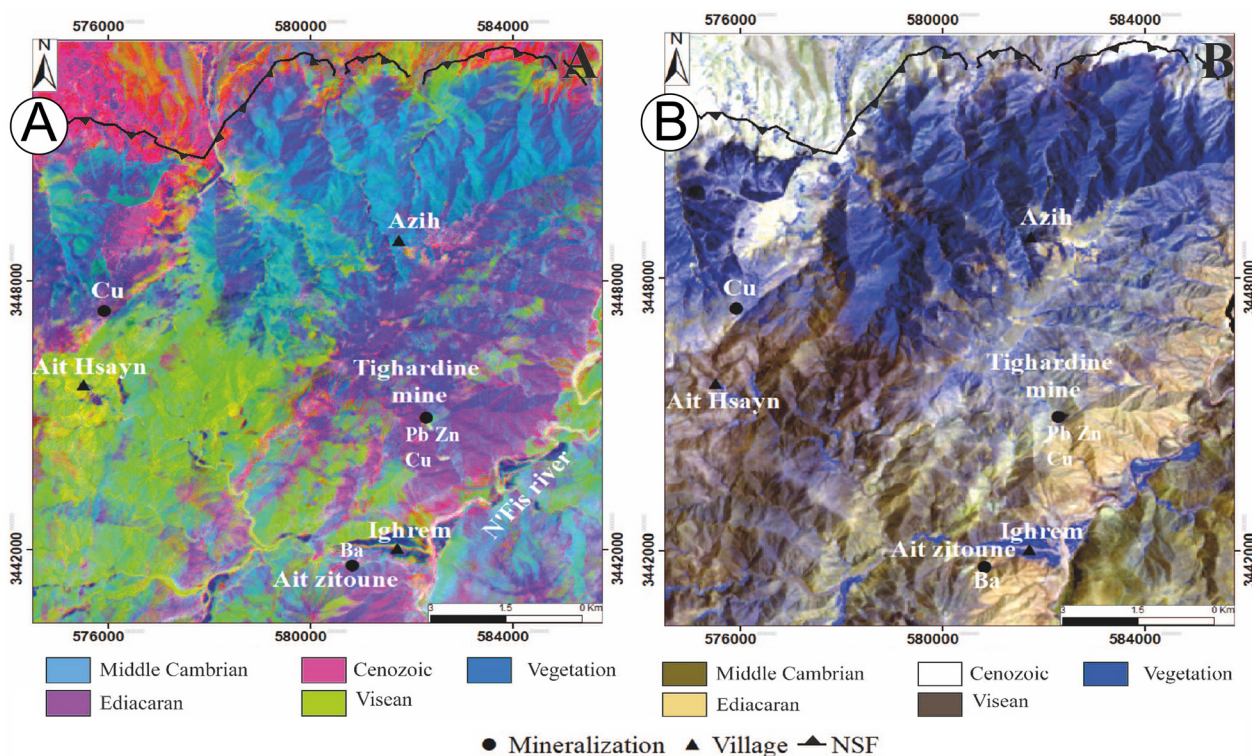 576000 580000 584000
N
A
A
Azih
Cu
Ait Hsayn
Tighardine
mine
Pb Zn
Cu
N'Fis river
Ighrem
Ba
Ait zitoune
3448000
3442000
3 1.5 0 Km
576000 580000 584000
Middle Cambrian Cenozoic Vegetation
Ediacaran Visean
580000 584000
N
B
B
Azih
Cu
Ait Hsayn
Tighardine
mine
Pb Zn
Cu
Ighrem
Ait zitoune
Ba
3448000
3442000
3 1.5 0 Km
576000 580000 584000
Middle Cambrian Cenozoic Vegetation
Ediacaran Visean
Mineralization Village NSF